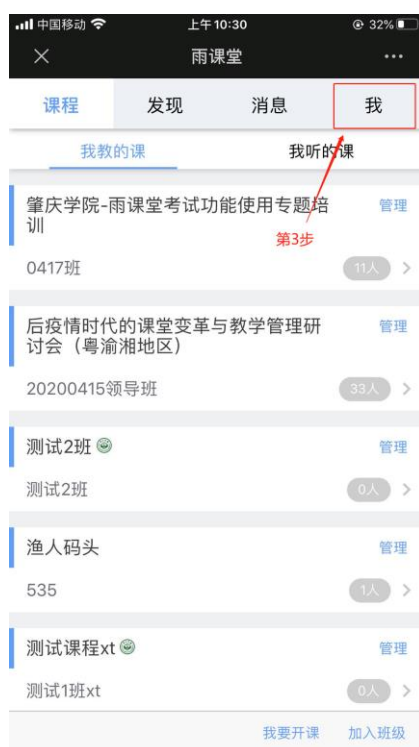 中国移动 上午10:30 32%
雨课堂
课程 发现 消息 我
我教的课 我听的课
肇庆学院-雨课堂考试功能使用专题培 管理
训
第3步
0417班 11人
后疫情时代的课堂变革与教学管理研 管理
讨会（粤渝湘地区）
20200415领导班 33人
测试2班 管理
测试2班 0人
渔人码头 管理
535 1人
测试课程xt 管理
测试1班xt 0人
我要开课 加入班级